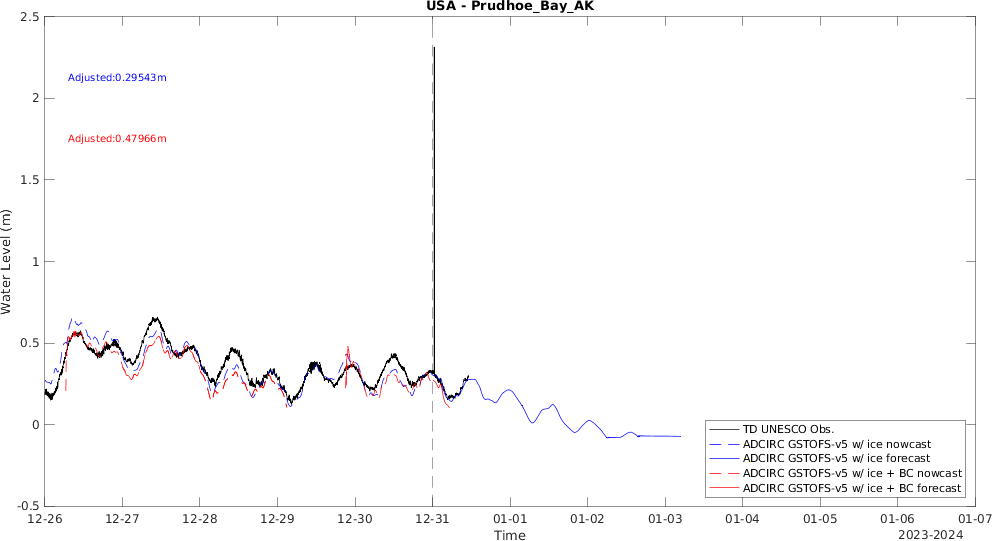 USA - Prudhoe_Bay_AK
2.5
2
1.5
1
0.5
0
-0.5
Water Level (m)
Adjusted:0.29543m
Adjusted:0.47966m
TD UNESCO Obs.
ADCIRC GSTOFS-v5 w/ ice nowcast
ADCIRC GSTOFS-v5 w/ ice forecast
ADCIRC GSTOFS-v5 w/ ice + BC nowcast
ADCIRC GSTOFS-v5 w/ ice + BC forecast
12-26 12-27 12-28 12-29 12-30 12-31 01-01 01-02 01-03 01-04 01-05 01-06 01-07
Time
2023-2024